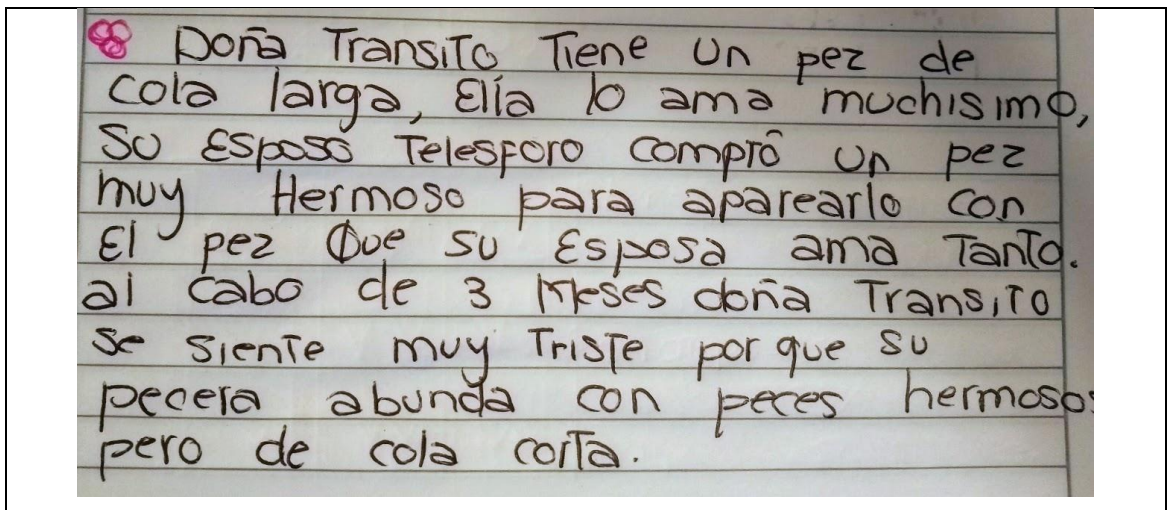 Doña Transito Tiene Un pez de
cola larga, Ella lo ama muchisimo,
Su Esposo Telesforo compró un pez
muy Hermoso para aparearlo con
El pez Que su Esposa ama Tanto.
al cabo de 3 Meses doña Transito
se siente muy Triste por que su
pecera abunda con peces hermosos
pero de cola corta.